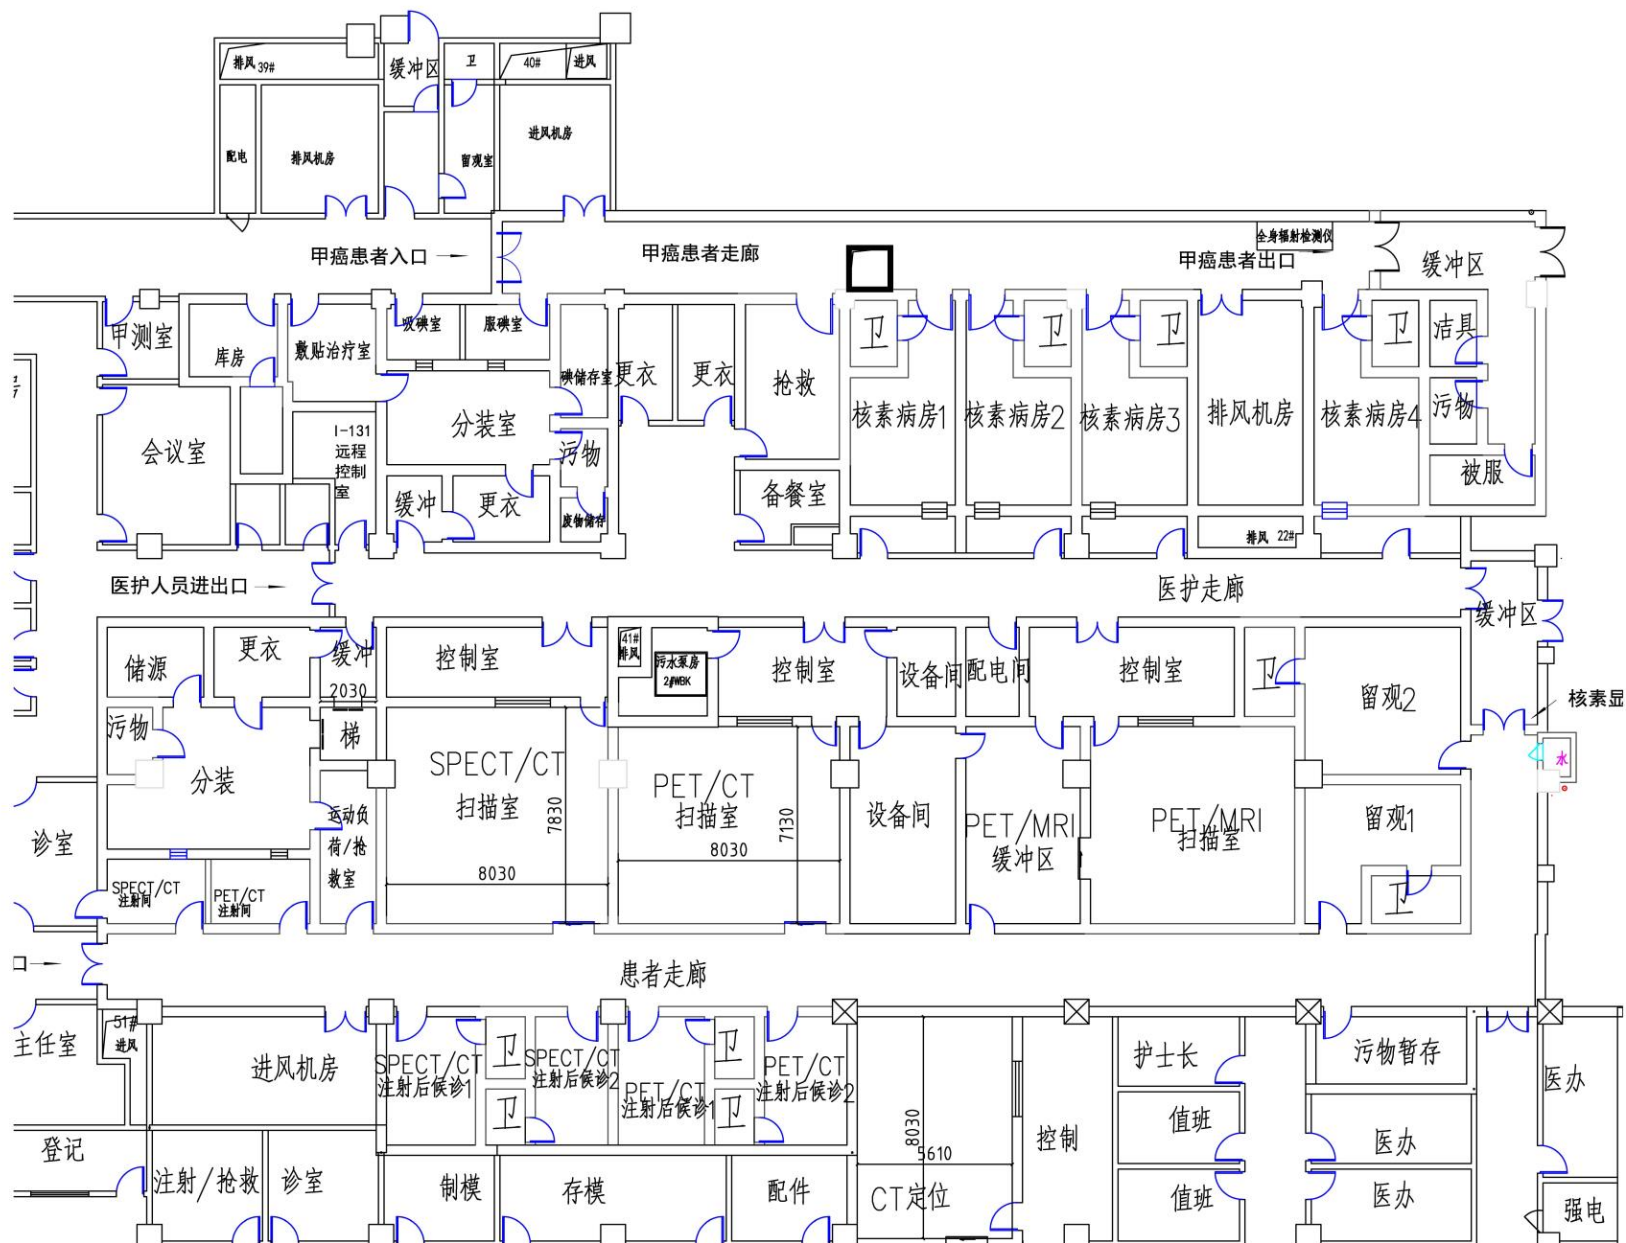 排风 39#
缓冲区
卫
40#
进风
配电
排风机房
留观室
进风机房
甲癌患者入口
甲癌患者走廊
全身辐射检测仪
甲癌患者出口
缓冲区
甲测室
库房
敷贴治疗室
吸碘室
服碘室
碘储存室
更衣
更衣
抢救
卫
卫
卫
卫
洁具
会议室
I-131
远程
控制
室
分装室
污物
核素病房1
核素病房2
核素病房3
排风机房
核素病房4
污物
缓冲
更衣
废物储存
备餐室
被服
排风 22#
医护人员进出口
医护走廊
缓冲区
储源
更衣
缓冲
2030
控制室
41#
排风
污水泵房
2#WBK
控制室
设备间
配电间
控制室
卫
留观2
核素显
污物
梯
分装
SPECT/CT
扫描室
7830
8030
PET/CT
扫描室
7130
8030
设备间
PET/MRI
缓冲区
PET/MRI
扫描室
留观1
水
诊室
运动负
荷/抢
救室
SPECT/CT
注射间
PET/CT
注射间
卫
口
患者走廊
主任室
51#
进风
进风机房
SPECT/CT
注射后候诊1
卫
卫
SPECT/CT
注射后候诊2
PET/CT
注射后候诊1
卫
卫
PET/CT
注射后候诊2
8030
5610
CT定位
控制
护士长
值班
值班
污物暂存
医办
医办
医办
登记
注射/抢救
诊室
制模
存模
配件
强电